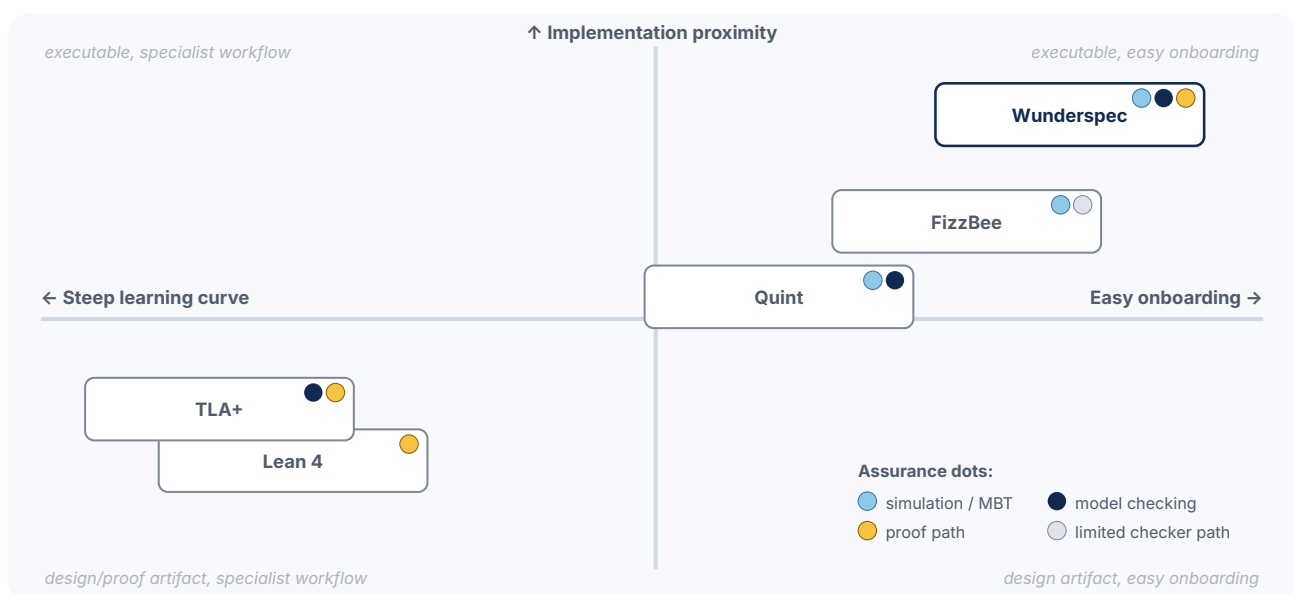 ↑ Implementation proximity
executable, specialist workflow
executable, easy onboarding
Wunderspec
FizzBee
Quint
← Steep learning curve
Easy onboarding →
TLA+
Lean 4
Assurance dots:
simulation / MBT
model checking
proof path
limited checker path
design/proof artifact, specialist workflow
design artifact, easy onboarding